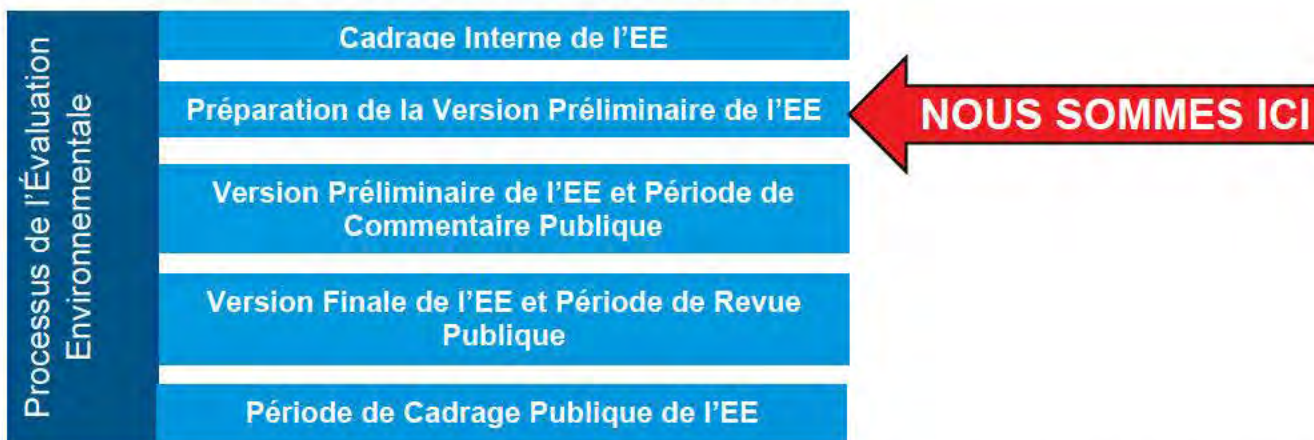 Processus de l'Évaluation
Environnementale
Cadrage Interne de l'EE
Préparation de la Version Préliminaire de l'EE
NOUS SOMMES ICI
Version Préliminaire de l'EE et Période de
Commentaire Publique
Version Finale de l'EE et Période de Revue
Publique
Période de Cadrage Publique de l'EE